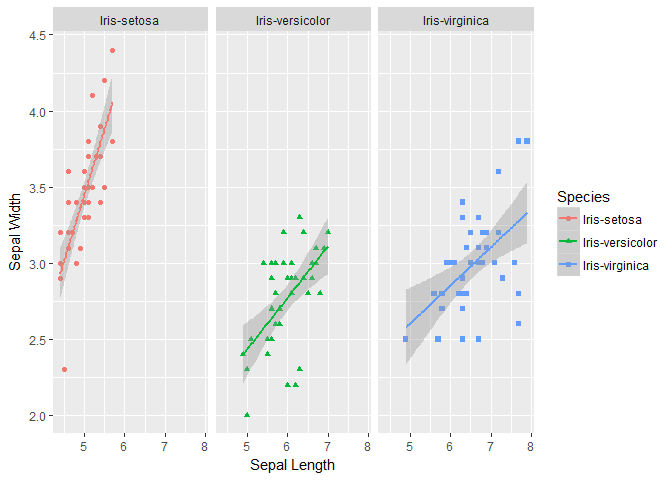 Iris-setosa Iris-versicolor Iris-virginica
4.5
4.0
3.5
3.0
2.5
2.0
Sepal Width
5 6 7 8 5 6 7 8 5 6 7 8
Sepal Length
Species
Iris-setosa
Iris-versicolor
Iris-virginica